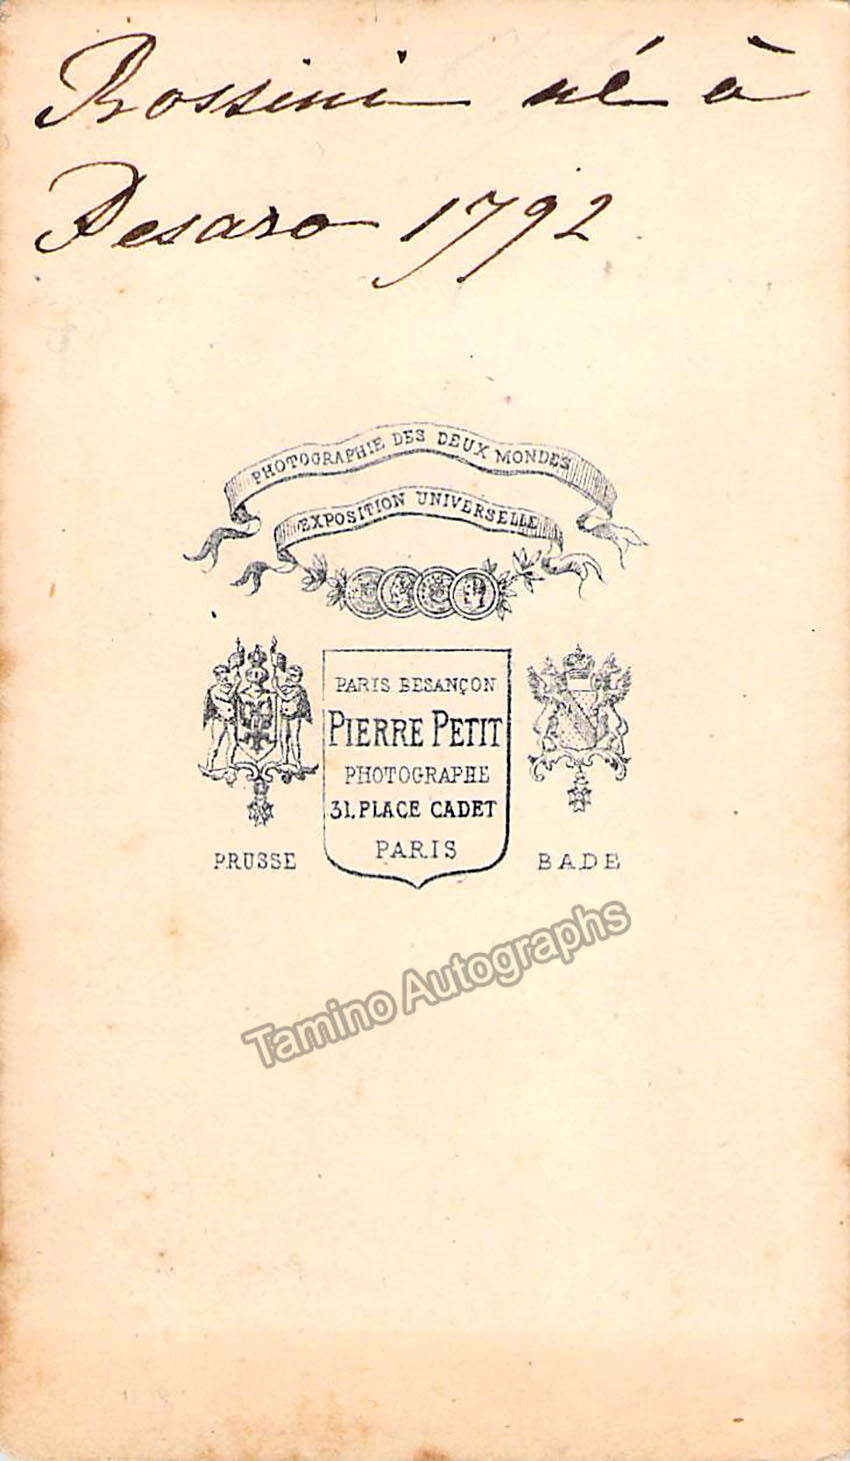 Rossini né à
Pesaro 1792
PHOTOGRAPHIE DES DEUX MONDES
EXPOSITION UNIVERSELLE
PARIS BESANÇON
PIERRE PETIT
PHOTOGRAPHE
31, PLACE CADET
PARIS
PRUSSE
BADE
Tamino Autographs